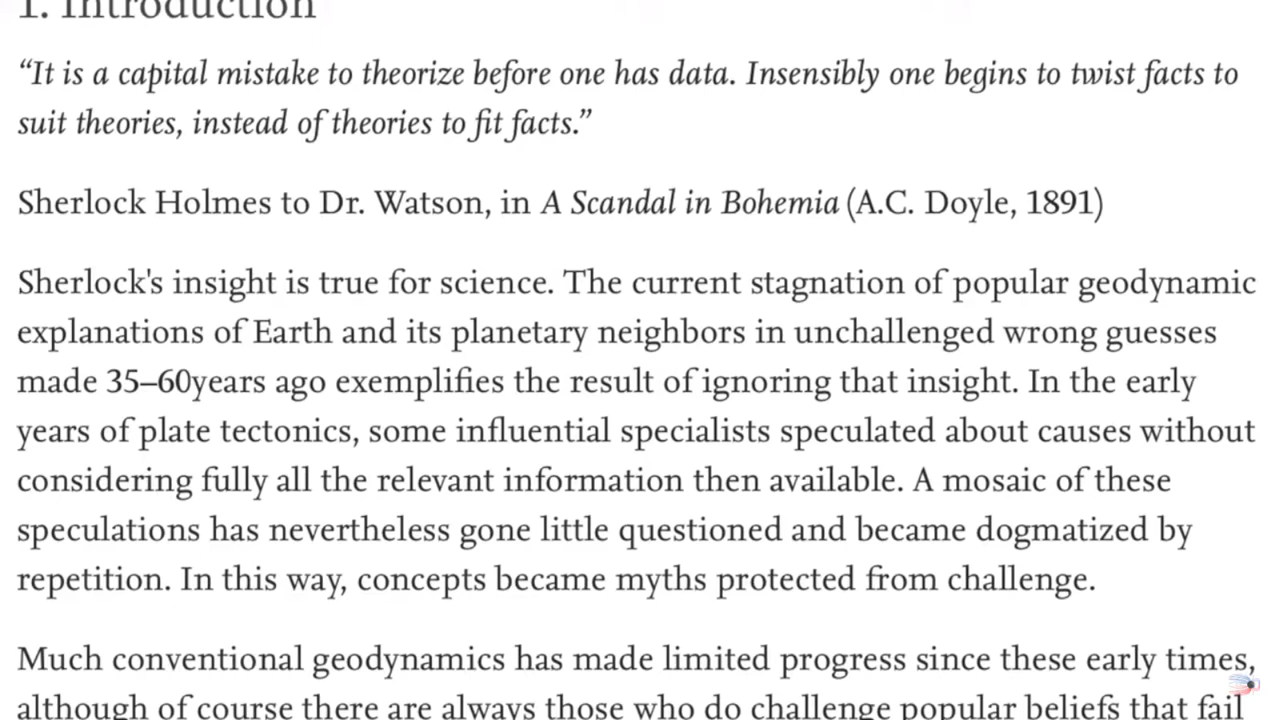 1. Introduction
“It is a capital mistake to theorize before one has data. Insensibly one begins to twist facts to
suit theories, instead of theories to fit facts.”
Sherlock Holmes to Dr. Watson, in A Scandal in Bohemia (A.C. Doyle, 1891)
Sherlock's insight is true for science. The current stagnation of popular geodynamic
explanations of Earth and its planetary neighbors in unchallenged wrong guesses
made 35–60years ago exemplifies the result of ignoring that insight. In the early
years of plate tectonics, some influential specialists speculated about causes without
considering fully all the relevant information then available. A mosaic of these
speculations has nevertheless gone little questioned and became dogmatized by
repetition. In this way, concepts became myths protected from challenge.
Much conventional geodynamics has made limited progress since these early times,
although of course there are always those who do challenge popular beliefs that fail